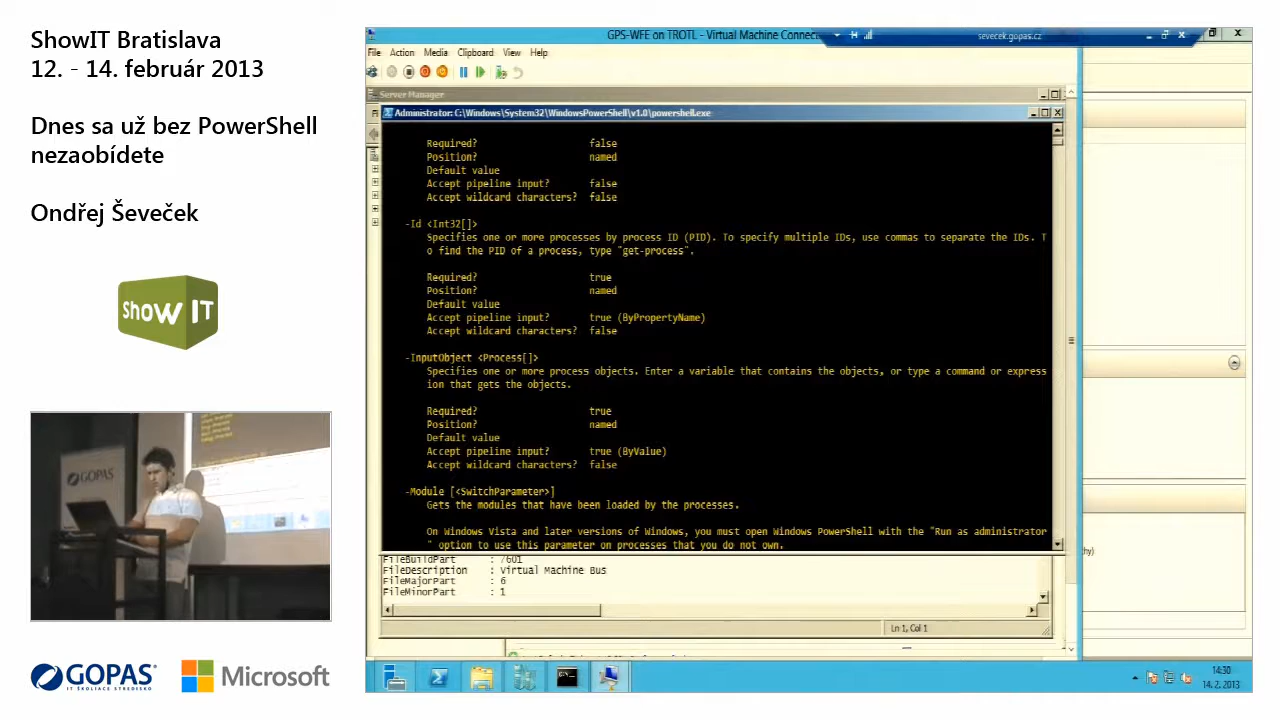 ShowIT Bratislava
12. - 14. február 2013
Dnes sa už bez PowerShell
nezaobídete
Ondřej Ševeček
Show IT
GOPAS
GOPAS
IT ŠKOLIACE STREDISKO
Microsoft
GPS-WFE on TROTL - Virtual Machine Connec
sevecek.gopas.cz
File Action Media Clipboard View Help
Server Manager
Administrator: C:\Windows\System32\WindowsPowerShell\v1.0\powershell.exe
Required? false
Position? named
Default value
Accept pipeline input? false
Accept wildcard characters? false
-Id <Int32[]>
Specifies one or more processes by process ID (PID). To specify multiple IDs, use commas to separate the IDs. T
o find the PID of a process, type "get-process".
Required? true
Position? named
Default value
Accept pipeline input? true (ByPropertyName)
Accept wildcard characters? false
-InputObject <Process[]>
Specifies one or more process objects. Enter a variable that contains the objects, or type a command or express
ion that gets the objects.
Required? true
Position? named
Default value
Accept pipeline input? true (ByValue)
Accept wildcard characters? false
-Module [<SwitchParameter>]
Gets the modules that have been loaded by the processes.
On Windows Vista and later versions of Windows, you must open Windows PowerShell with the "Run as administrator
" option to use this parameter on processes that you do not own.
FileBuildPart : 7601
FileDescription : Virtual Machine Bus
FileMajorPart : 6
FileMinorPart : 1
Ln 1, Col 1
hy)
14:30
14. 2. 2013